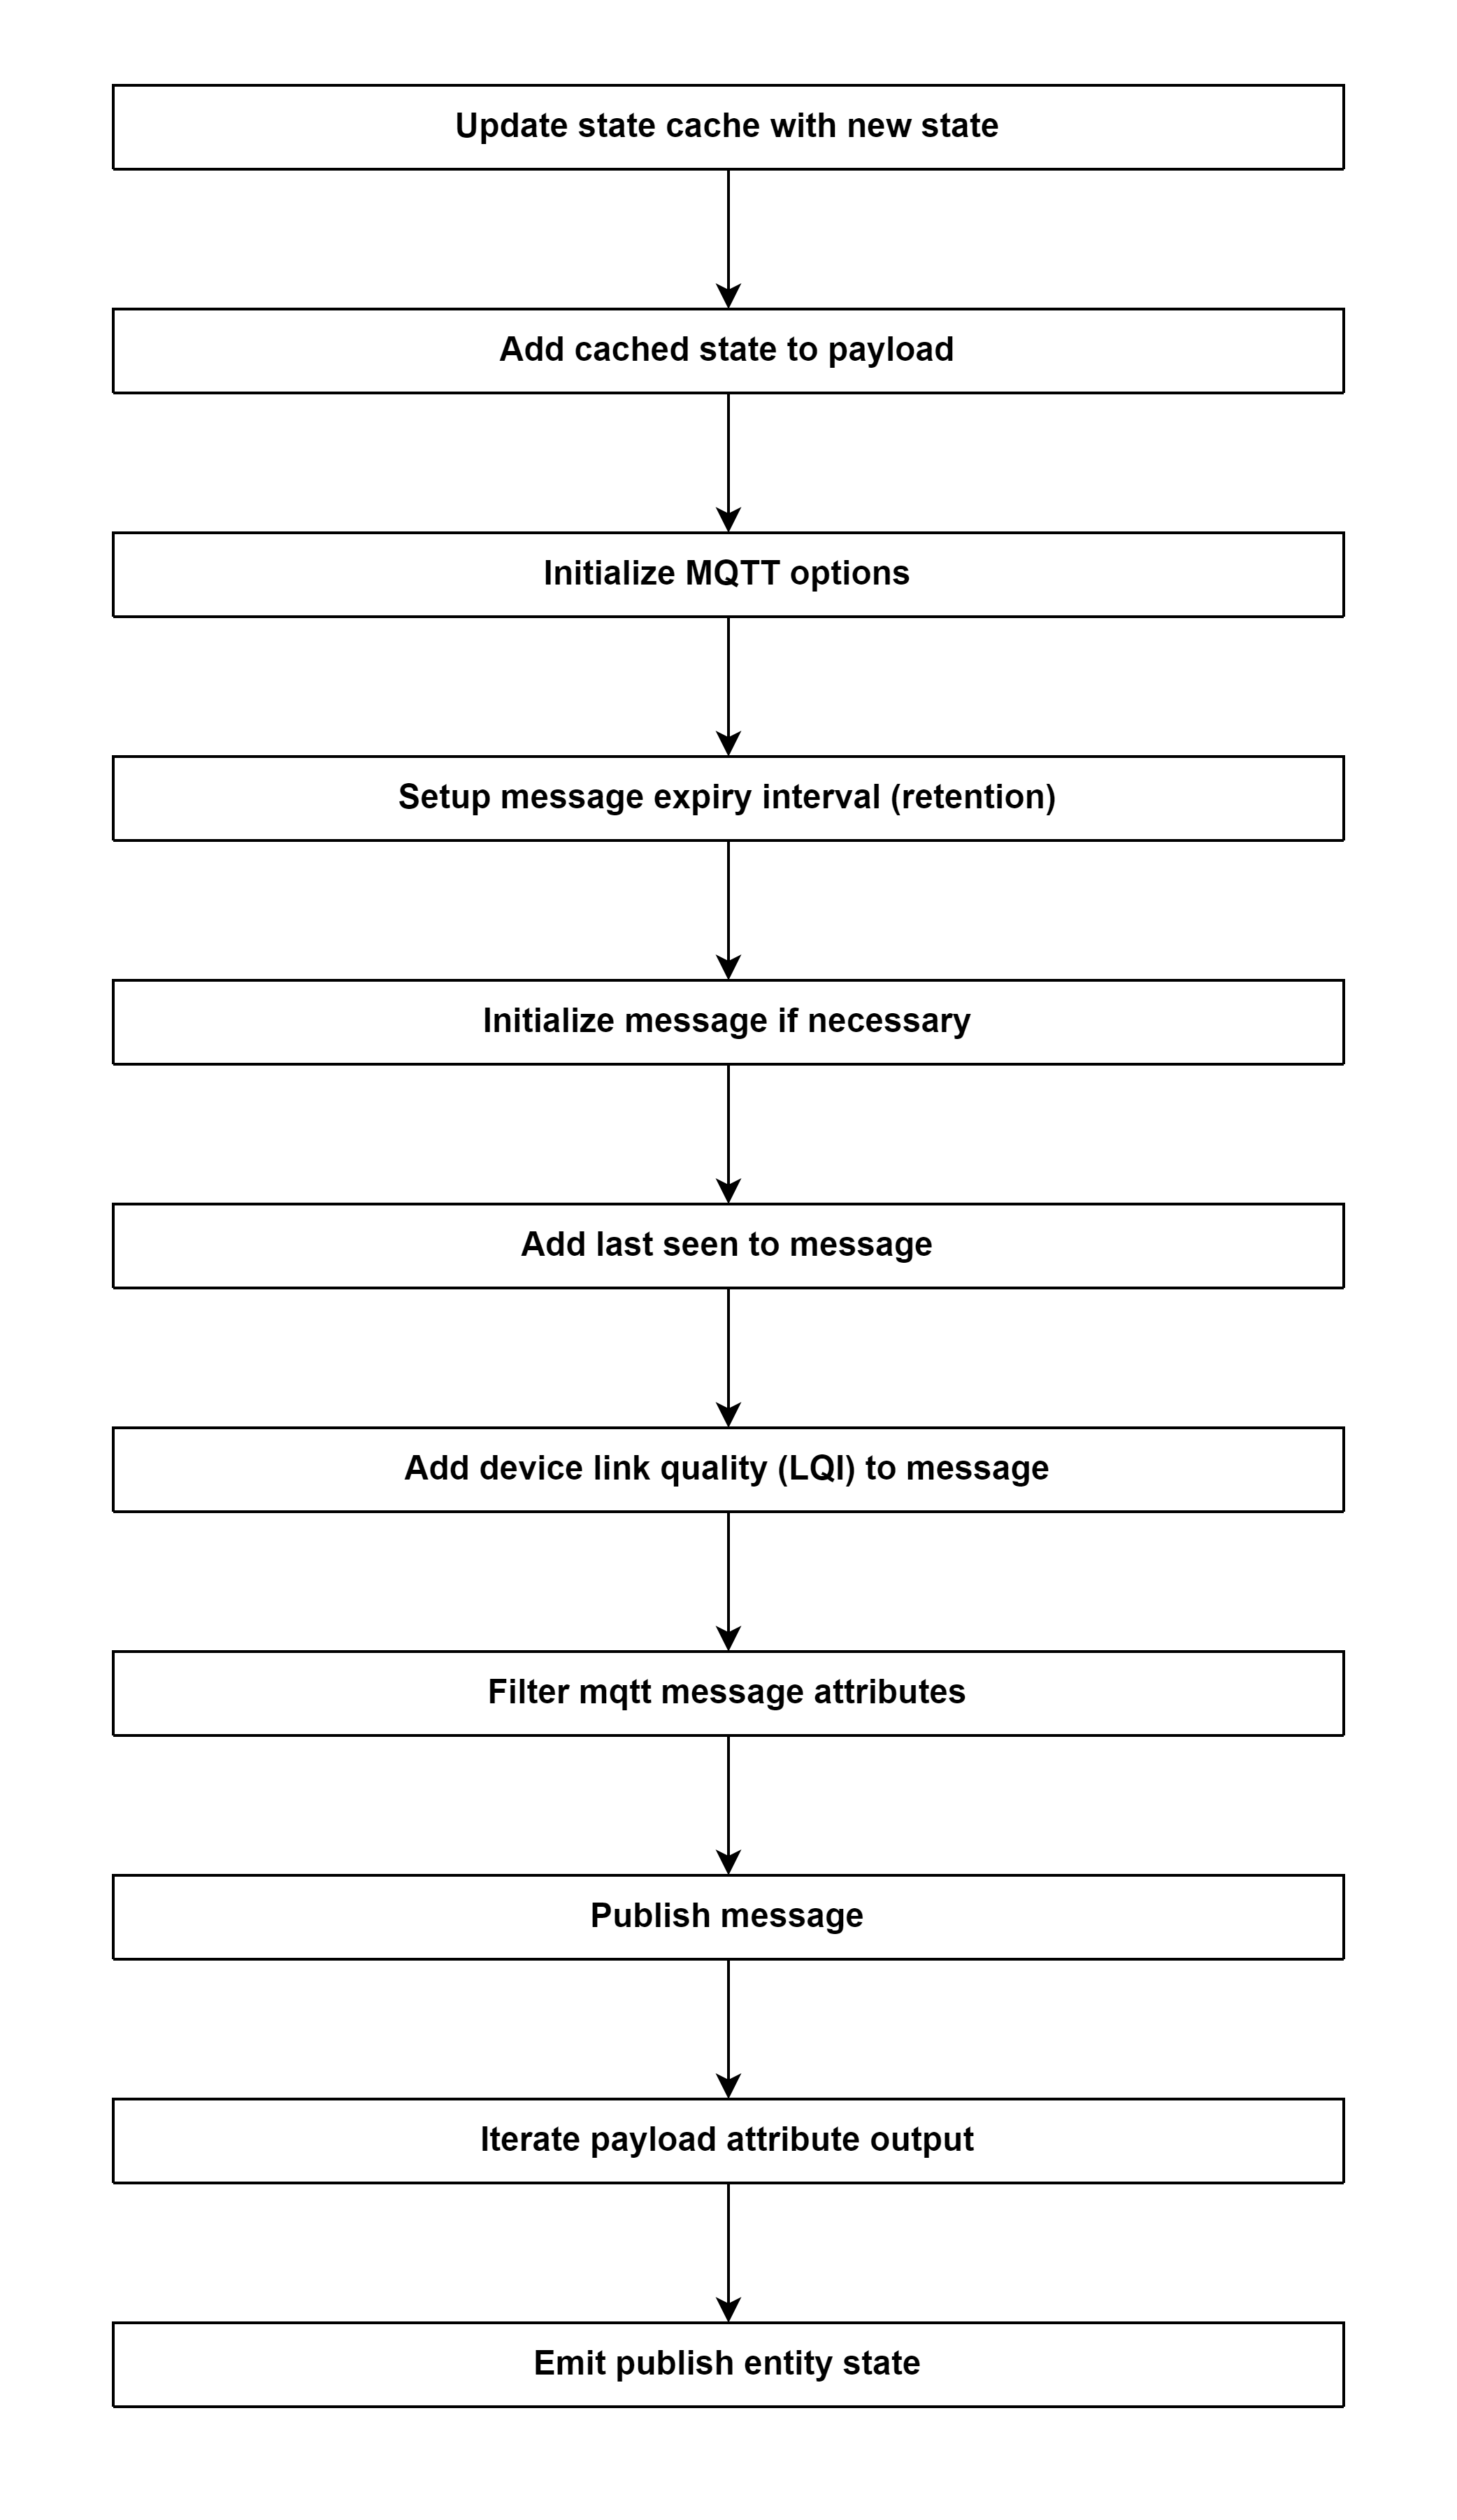 Update state cache with new state
Add cached state to payload
Initialize MQTT options
Setup message expiry interval (retention)
Initialize message if necessary
Add last seen to message
Add device link quality (LQI) to message
Filter mqtt message attributes
Publish message
Iterate payload attribute output
Emit publish entity state